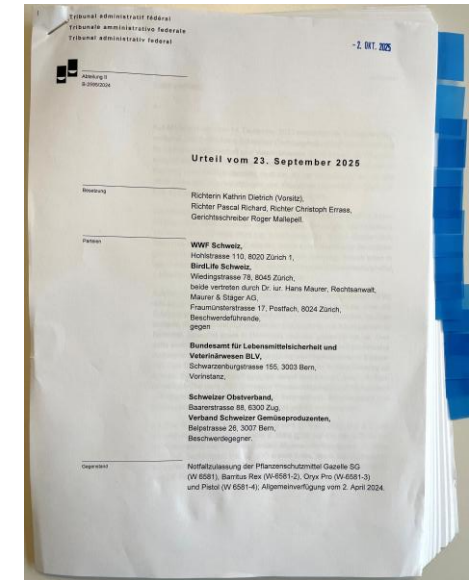 Tribunal administratif fédéral
Tribunale amministrativo federale
Tribunal administrativ federal
-2. OKT. 2025
Abteilung II
Urteil vom 23. September 2025
Besetzung
Richterin Kathrin Dietrich (Vorsitz),
Richter Pascal Richard, Richter Christoph Errass,
Gerichtsschreiber Roger Mallepell.
Parteien
WWF Schweiz,
Hohlstrasse 110, 8020 Zürich 1,
BirdLife Schweiz,
Wiedingstrasse 78, 8045 Zürich,
beide vertreten durch Dr. iur. Hans Maurer, Rechtsanwalt,
Maurer & Stäger AG,
Fraumünsterstrasse 17, Postfach, 8024 Zürich,
Beschwerdeführende,
gegen
Bundesamt für Lebensmittelsicherheit und
Veterinärwesen BLV,
Schwarzenburgstrasse 155, 3003 Bern,
Vorinstanz,
Schweizer Obstverband,
Baarerstrasse 88, 6300 Zug,
Verband Schweizer Gemüseproduzenten,
Belpstrasse 26, 3007 Bern,
Beschwerdegegner.
Gegenstand
Notfallzulassung der Pflanzenschutzmittel Gazelle SG
(W 6581), Barritus Rex (W-6581-2), Oryx Pro (W-6581-3)
und Pistol (W 6581-4); Allgemeinverfügung vom 2. April 2024.